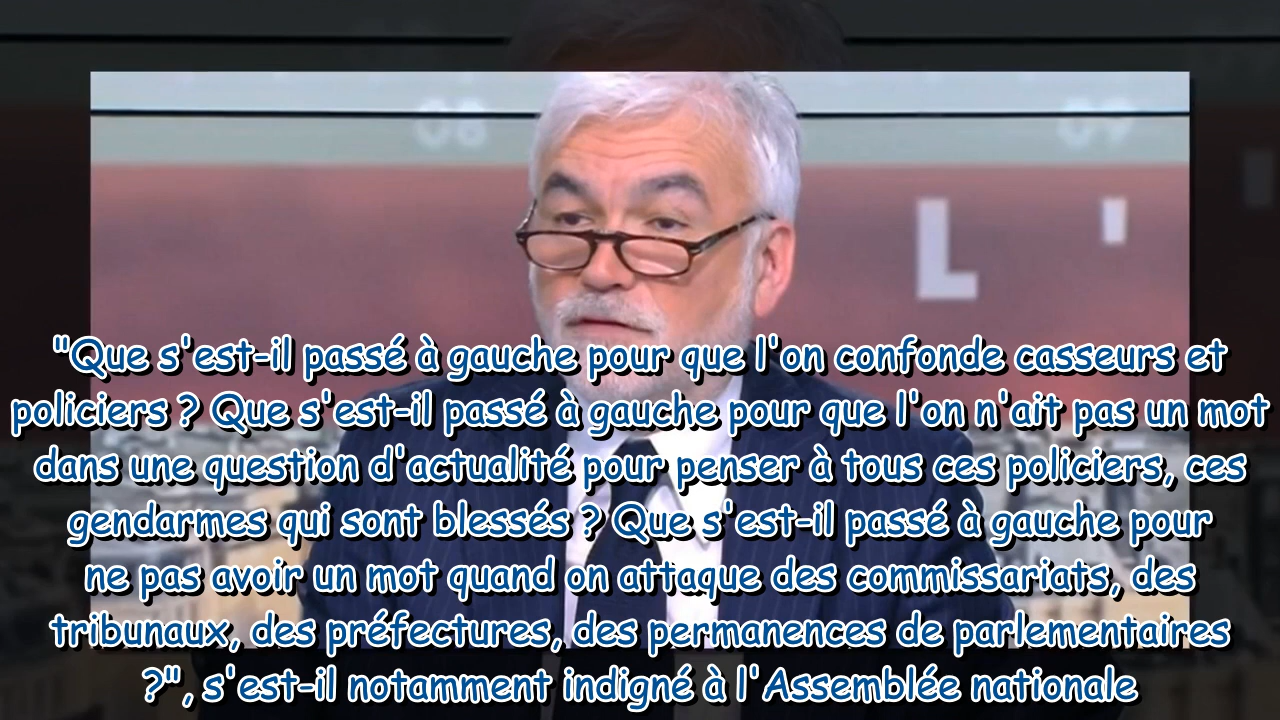 08
09
L'
"Que s'est-il passé à gauche pour que l'on confonde casseurs et
policiers ? Que s'est-il passé à gauche pour que l'on n'ait pas un mot
dans une question d'actualité pour penser à tous ces policiers, ces
gendarmes qui sont blessés ? Que s'est-il passé à gauche pour
ne pas avoir un mot quand on attaque des commissariats, des
tribunaux, des préfectures, des permanences de parlementaires
?", s'est-il notamment indigné à l'Assemblée nationale